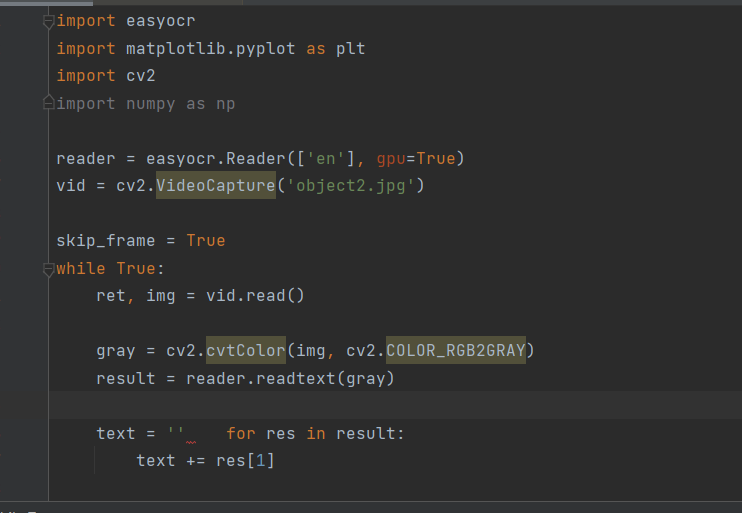 import easyocr
import matplotlib.pyplot as plt
import cv2
import numpy as np
reader = easyocr.Reader(['en'], gpu=True)
vid = cv2.VideoCapture('object2.jpg')
skip_frame = True
while True:
    ret, img = vid.read()
    gray = cv2.cvtColor(img, cv2.COLOR_RGB2GRAY)
    result = reader.readtext(gray)
    text = ''    for res in result:
        text += res[1]